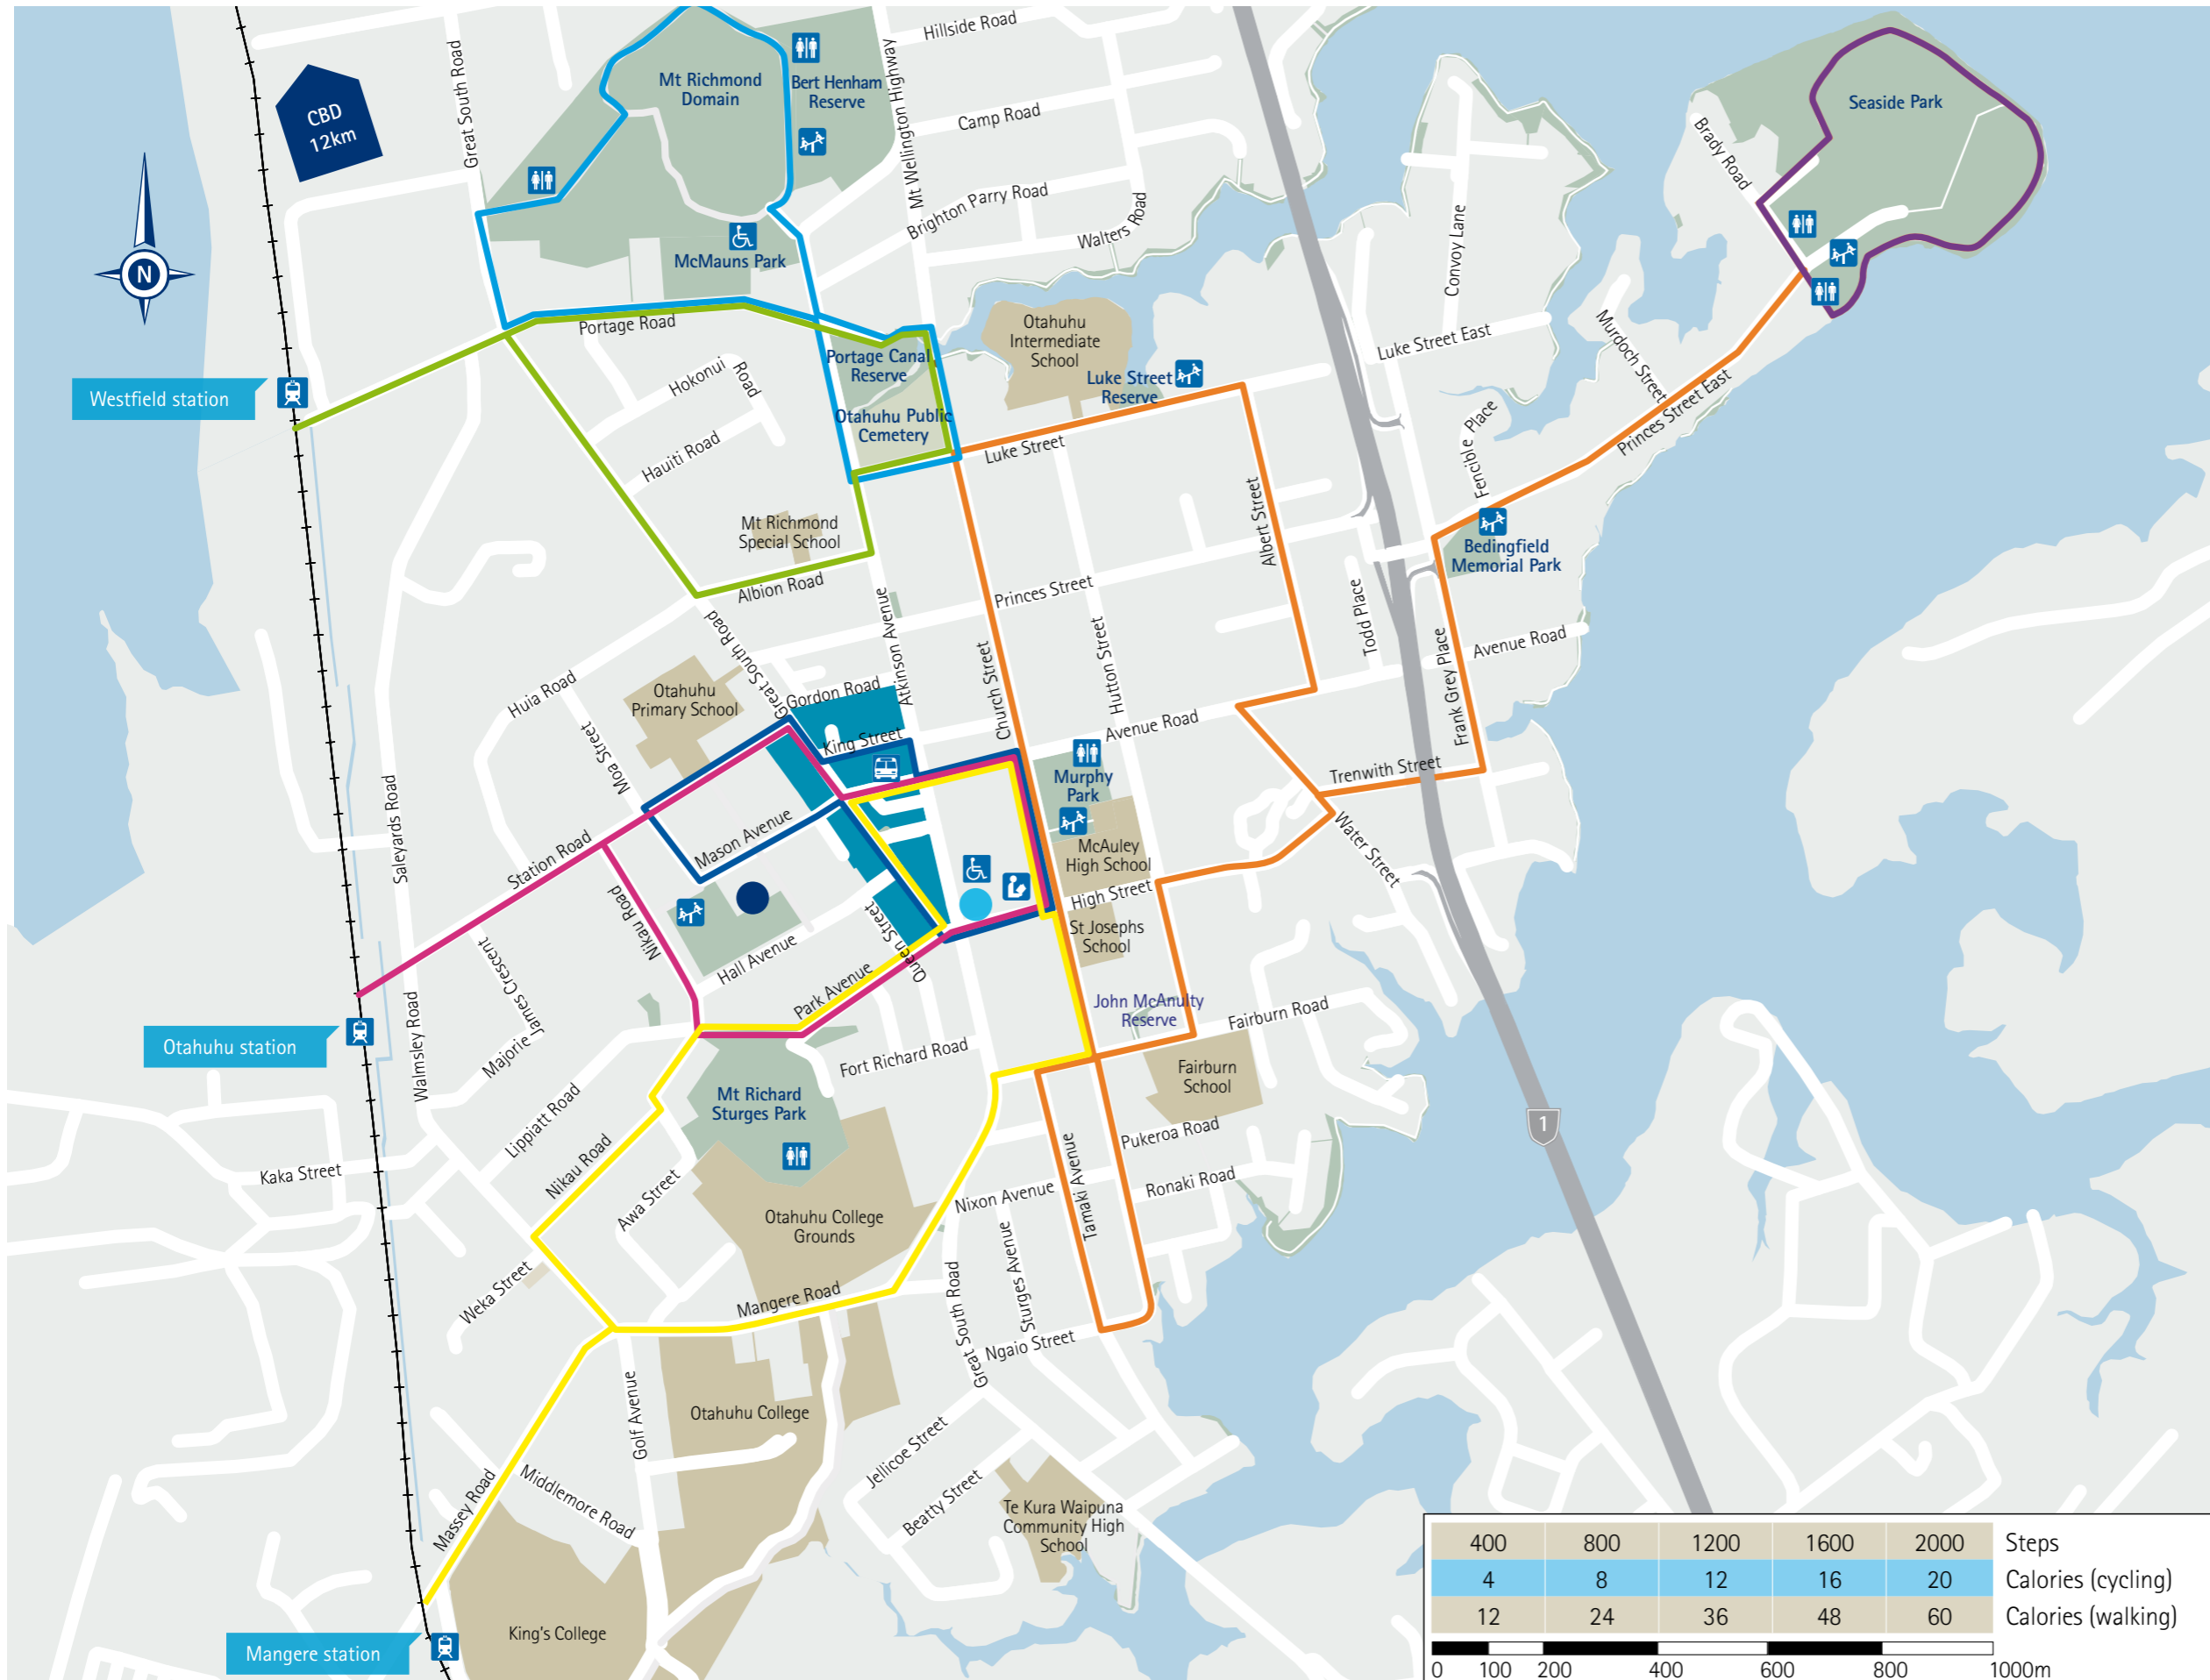 Hillside Road
Great South Road
CBD
12km
Mt Richmond
Domain
Bert Henham
Reserve
Mt Wellington Highway
Camp Road
Seaside Park
Brady Road
Brighton Parry Road
Walters Road
Convoy Lane
N
McMauns Park
Portage Road
Otahuhu
Intermediate
School
Luke Street East
Murdoch Street
Portage Canal
Reserve
Hokonui
Road
Luke Street
Reserve
Westfield station
Otahuhu Public
Cemetery
Hauiti Road
Luke Street
Fencible Place
Princes Street East
Mt Richmond
Special School
Albert Street
Bedingfield
Memorial Park
Albion Road
Princes Street
Great South Road
Atkinson Avenue
Church Street
Hutton Street
Todd Place
Frank Grey Place
Avenue Road
Huia Road
Otahuhu
Primary School
Gordon Road
King Street
Avenue Road
Moa Street
Murphy
Park
Trenwith Street
Saleyards Road
Station Road
Mason Avenue
McAuley
High School
Water Street
Nikau Road
High Street
Queen Street
St Josephs
School
Hall Avenue
James Crescent
Park Avenue
John McAnulty
Reserve
Fairburn Road
Otahuhu station
Walmsley Road
Majorie
Fort Richard Road
Fairburn
School
Mt Richard
Sturges Park
Lippiatt Road
Pukeroa Road
1
Kaka Street
Nikau Road
Awa Street
Nixon Avenue
Tamaki Avenue
Ronaki Road
Otahuhu College
Grounds
Weka Street
Mangere Road
Great South Road
Sturges Avenue
Ngaio Street
Golf Avenue
Otahuhu College
Jellicoe Street
Massey Road
Middlemore Road
Beatty Street
Te Kura Waipuna
Community High
School
King's College
Mangere station
400 800 1200 1600 2000 Steps
4 8 12 16 20 Calories (cycling)
12 24 36 48 60 Calories (walking)
0 100 200 400 600 800 1000m